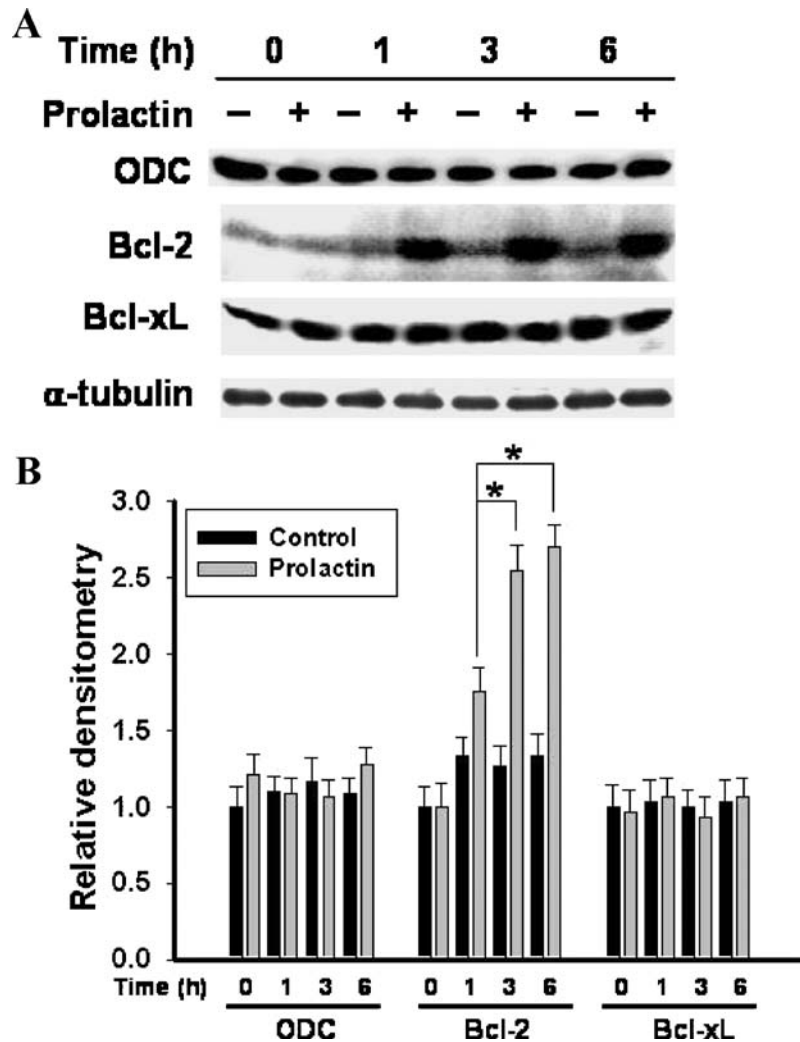 A
Time (h) 0 1 3 6
Prolactin – + – + – + – +
ODC
Bcl-2
Bcl-xL
α-tubulin
B
* 
*
Control
Prolactin
Relative densitometry
3.0
2.5
2.0
1.5
1.0
0.5
0.0
Time (h) 0 1 3 6 0 1 3 6 0 1 3 6
ODC Bcl-2 Bcl-xL